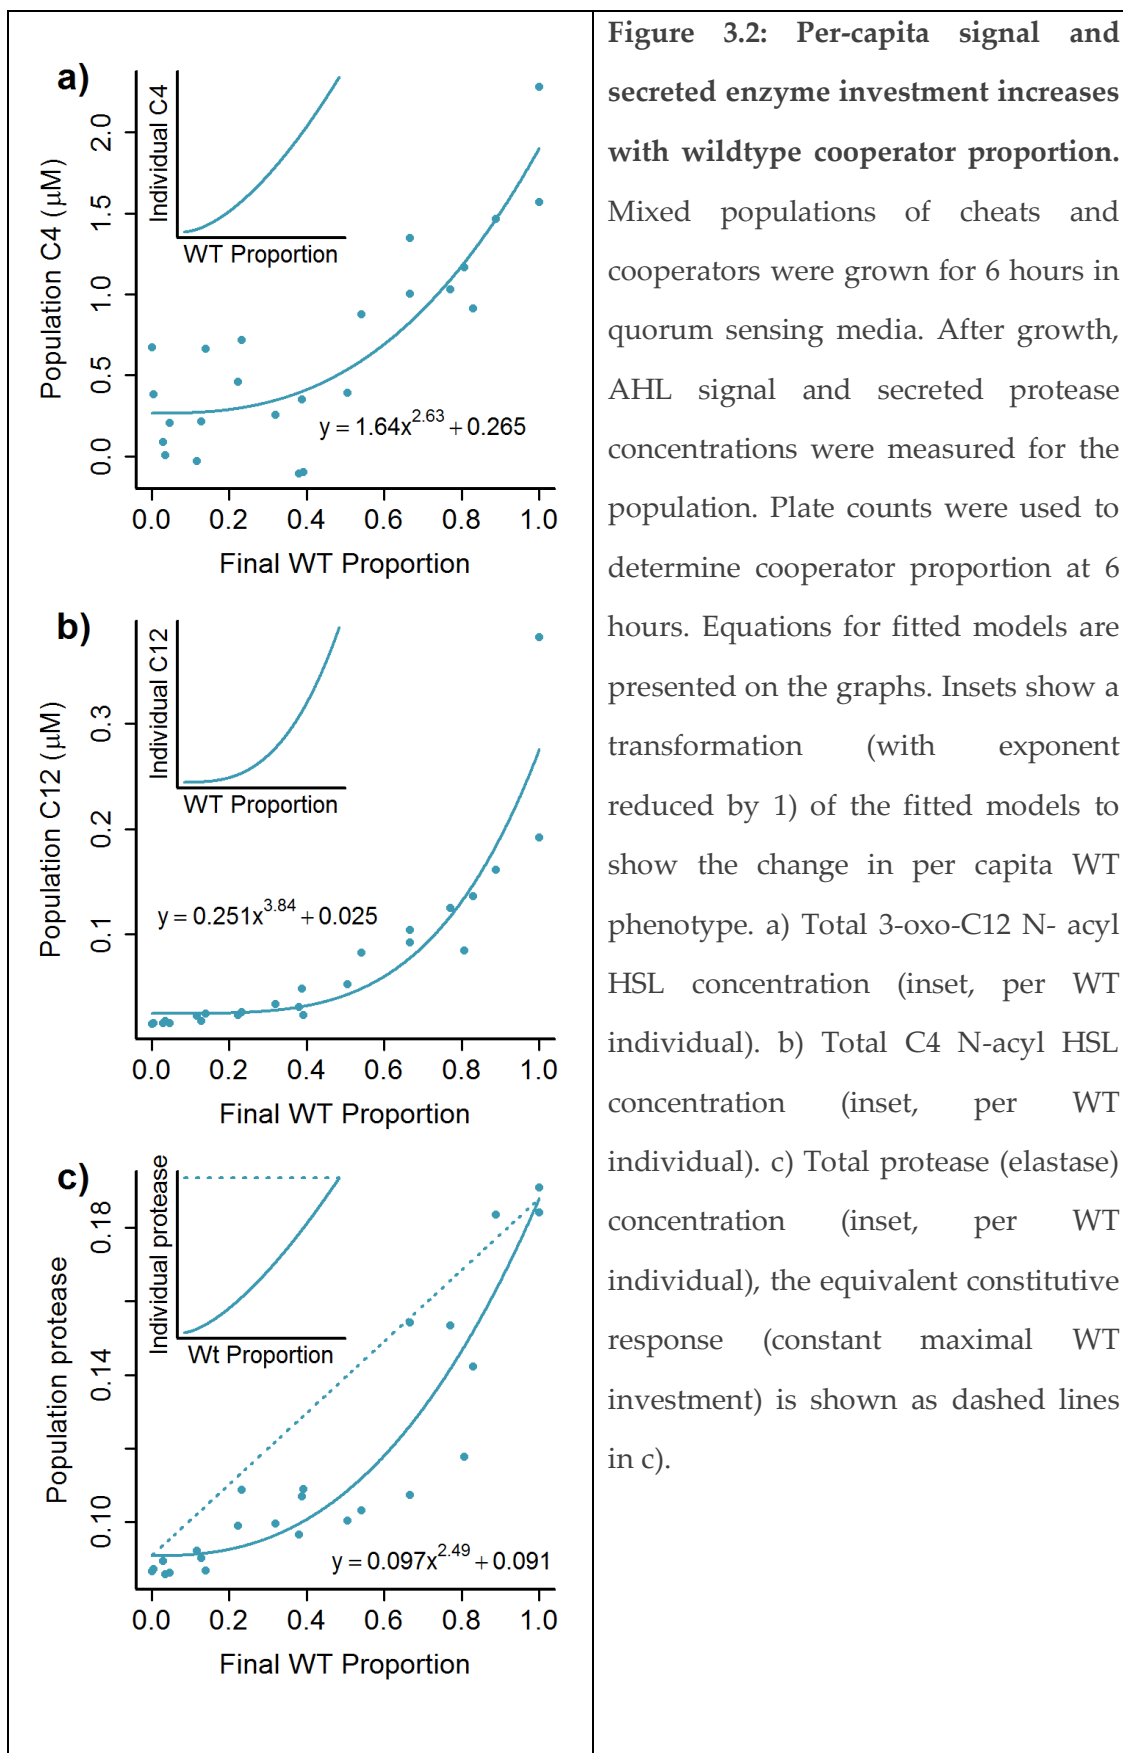 a)
Individual C4
WT Proportion
Population C4 (μM)
0.0 0.5 1.0 1.5 2.0
y = 1.64x^2.63 + 0.265
0.0 0.2 0.4 0.6 0.8 1.0
Final WT Proportion
b)
Individual C12
WT Proportion
Population C12 (μM)
0.1 0.2 0.3
y = 0.251x^3.84 + 0.025
0.0 0.2 0.4 0.6 0.8 1.0
Final WT Proportion
c)
Individual protease
Wt Proportion
Population protease
0.10 0.14 0.18
y = 0.097x^2.49 + 0.091
0.0 0.2 0.4 0.6 0.8 1.0
Final WT Proportion
Figure 3.2: Per-capita signal and
secreted enzyme investment increases
with wildtype cooperator proportion.
Mixed populations of cheats and
cooperators were grown for 6 hours in
quorum sensing media. After growth,
AHL signal and secreted protease
concentrations were measured for the
population. Plate counts were used to
determine cooperator proportion at 6
hours. Equations for fitted models are
presented on the graphs. Insets show a
transformation (with exponent
reduced by 1) of the fitted models to
show the change in per capita WT
phenotype. a) Total 3-oxo-C12 N- acyl
HSL concentration (inset, per WT
individual). b) Total C4 N-acyl HSL
concentration (inset, per WT
individual). c) Total protease (elastase)
concentration (inset, per WT
individual), the equivalent constitutive
response (constant maximal WT
investment) is shown as dashed lines
in c).